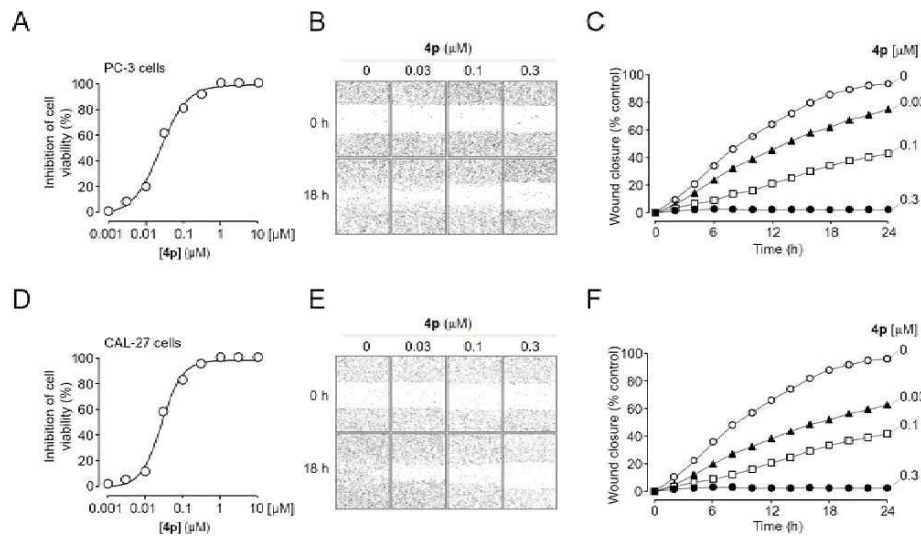 A
PC-3 cells
Inhibition of cell
viability (%)
100
80
60
40
20
0
0.001 0.01 0.1 1 10 [µM]
[4p] (µM)
B
4p (µM)
0 0.03 0.1 0.3
0 h
18 h
C
4p [µM]
Wound closure (% control)
100
80
60
40
20
0
0
0.03
0.1
0.3
0 6 12 18 24
Time (h)
D
CAL-27 cells
Inhibition of cell
viability (%)
100
80
60
40
20
0
0.001 0.01 0.1 1 10 [µM]
[4p] (µM)
E
4p (µM)
0 0.03 0.1 0.3
0 h
18 h
F
4p [µM]
Wound closure (% control)
100
80
60
40
20
0
0
0.03
0.1
0.3
0 6 12 18 24
Time (h)